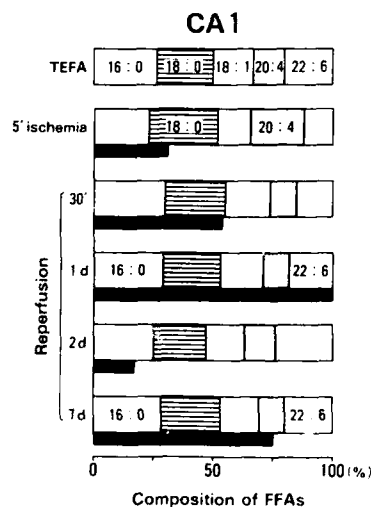 CA1
TEFA 16 : 0 18 : 0 18 : 1 20 : 4 22 : 6
5' ischemia 18 : 0 20 : 4
30'
1 d 16 : 0 22 : 6
Reperfusion
2 d
7 d 16 : 0 22 : 6
0 50 100 (%)
Composition of FFAs